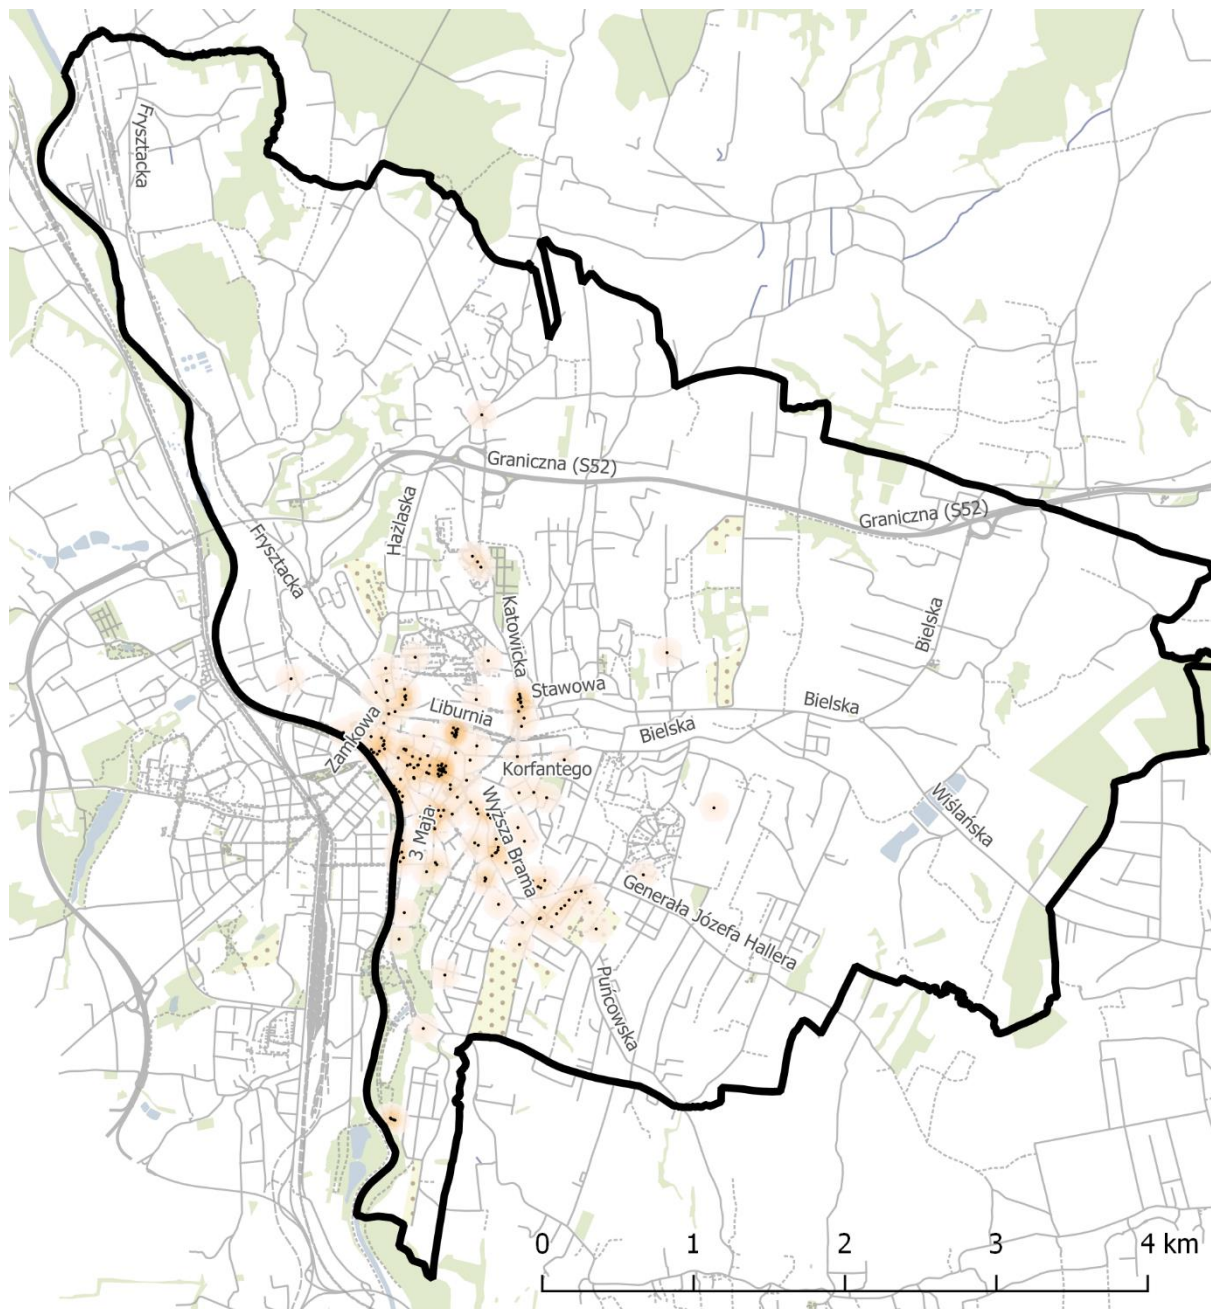 Frysztacka
Graniczna (S52)
Graniczna (S52)
Haźlaska
Frysztacka
Katowicka
Bielska
Stawowa
Liburnia
Bielska
Zamkowa
Bielska
Korfantego
Wiślańska
3 Maja
Wyższa Brama
Generała Józefa Hallera
Puńcowska
0 1 2 3 4 km